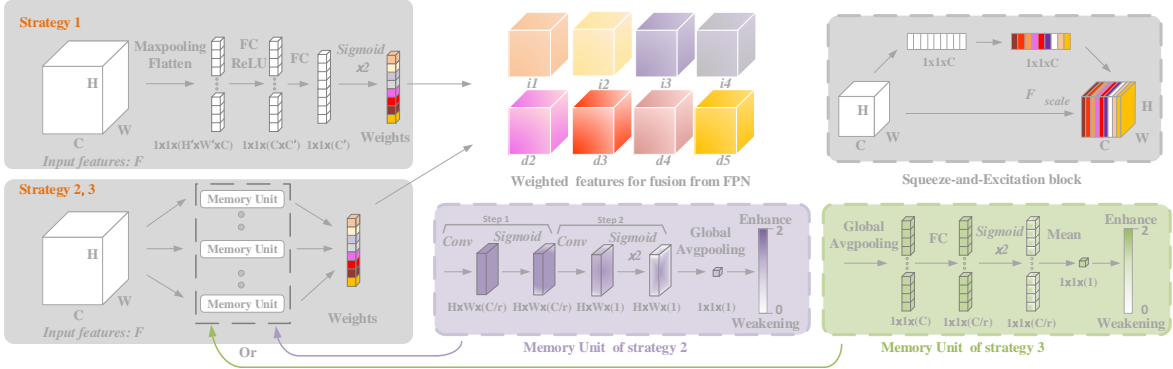 Strategy 1
Maxpooling
Flatten
FC
ReLU
FC
Sigmoid
x2
H
W
C
Input features: F
1x1x(H'xW'xC)
1x1x(CxC')
1x1x(C')
Weights
i1
i2
i3
i4
d2
d3
d4
d5
Weighted features for fusion from FPN
1x1xC
1x1xC
F scale
H
W
C
H
W
C
Squeeze-and-Excitation block
Strategy 2, 3
H
W
C
Input features: F
Memory Unit
Memory Unit
Memory Unit
Weights
Or
Step 1
Step 2
Conv
Sigmoid
Conv
Sigmoid
x2
Global
Avgpooling
Enhance
2
0
Weakening
HxWx(C/r)
HxWx(C/r)
HxWx(1)
HxWx(1)
1x1x(1)
Memory Unit of strategy 2
Global
Avgpooling
FC
Sigmoid
x2
Mean
Enhance
2
0
Weakening
1x1x(C)
1x1x(C/r)
1x1x(C/r)
1x1x(1)
Memory Unit of strategy 3